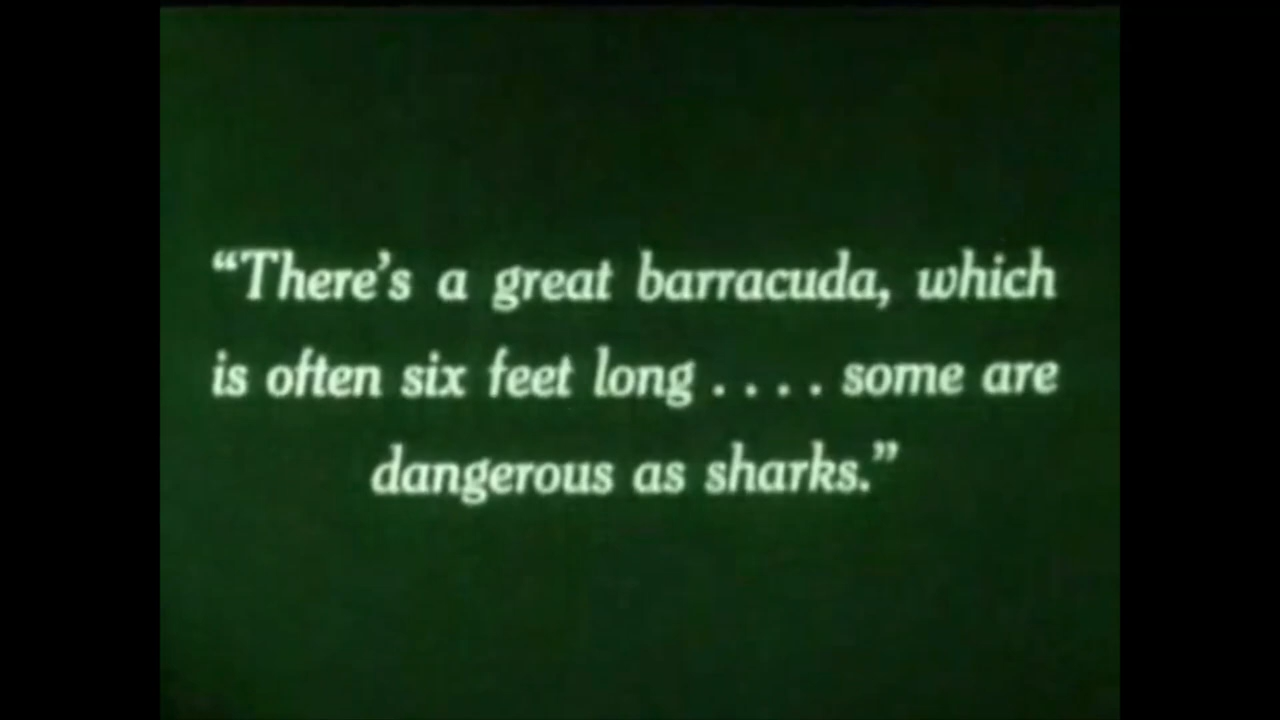 “There’s a great barracuda, which
is often six feet long . . . . some are
dangerous as sharks.”